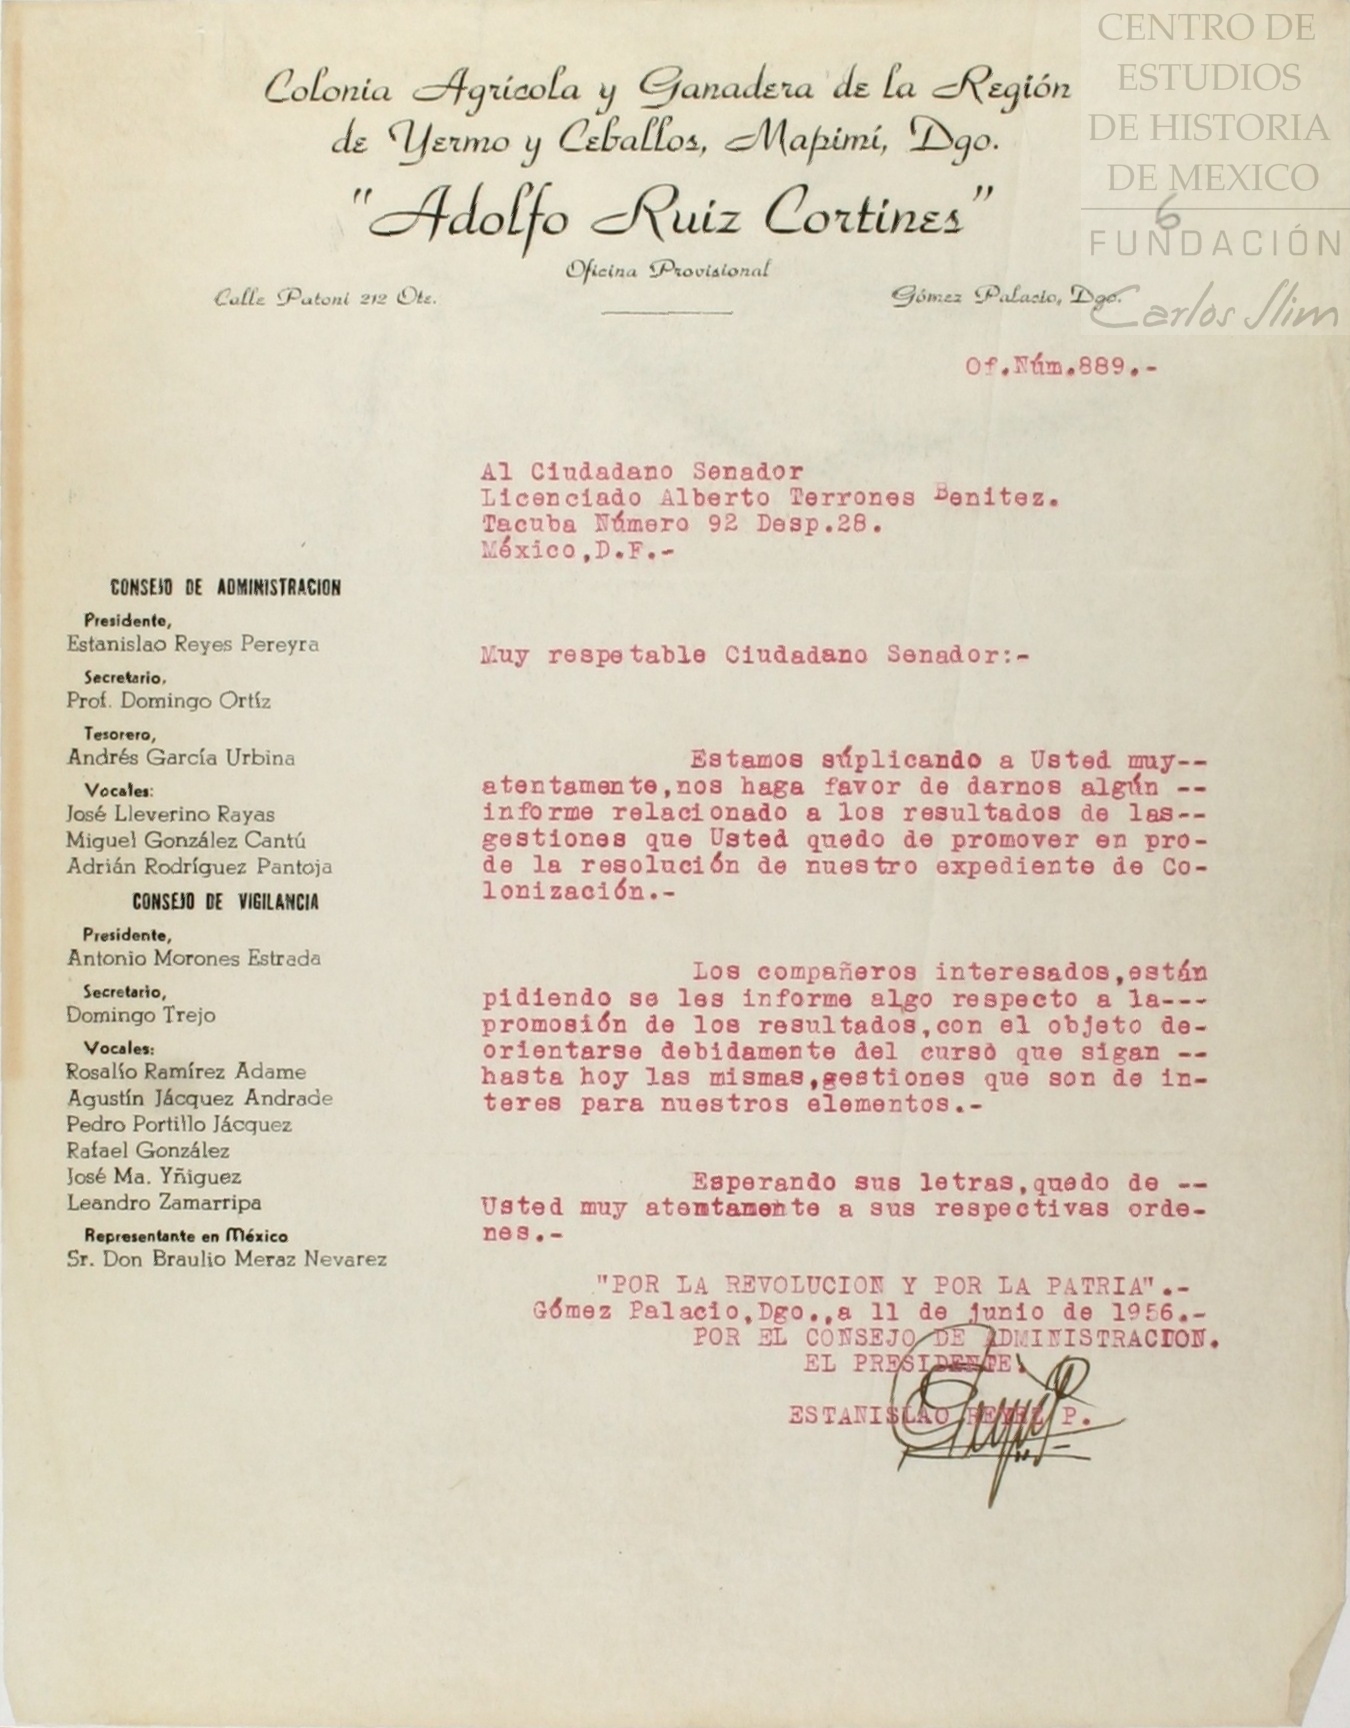 CENTRO DE
ESTUDIOS
DE HISTORIA
DE MEXICO
FUNDACIÓN
Carlos Slim
6
Colonia Agrícola y Ganadera de la Región
de Yermo y Ceballos, Mapimí, Dgo.
"Adolfo Ruiz Cortines"
Oficina Provisional
Calle Patoni 212 Ote.
Gómez Palacio, Dgo.
Of.Núm.889.-
Al Ciudadano Senador
Licenciado Alberto Terrones Benitez.
Tacuba Número 92 Desp.28.
México,D.F.-
CONSEJO DE ADMINISTRACION
Presidente,
Estanislao Reyes Pereyra
Secretario,
Prof. Domingo Ortíz
Tesorero,
Andrés García Urbina
Vocales:
José Lleverino Rayas
Miguel González Cantú
Adrián Rodríguez Pantoja
CONSEJO DE VIGILANCIA
Presidente,
Antonio Morones Estrada
Secretario,
Domingo Trejo
Vocales:
Rosalío Ramírez Adame
Agustín Jácquez Andrade
Pedro Portillo Jácquez
Rafael González
José Ma. Yñiguez
Leandro Zamarripa
Representante en México
Sr. Don Braulio Meraz Nevarez
Muy respetable Ciudadano Senador:-
Estamos súplicando a Usted muy--
atentamente,nos haga favor de darnos algún --
informe relacionado a los resultados de las--
gestiones que Usted quedo de promover en pro-
de la resolución de nuestro expediente de Co-
lonización.-
Los compañeros interesados,están
pidiendo se les informe algo respecto a la---
promosión de los resultados,con el objeto de-
orientarse debidamente del curso que sigan --
hasta hoy las mismas,gestiones que son de in-
teres para nuestros elementos.-
Esperando sus letras,quedo de --
Usted muy atentamente a sus respectivas orde-
nes.-
"POR LA REVOLUCION Y POR LA PATRIA".-
Gómez Palacio,Dgo.,a 11 de junio de 1956.-
POR EL CONSEJO DE ADMINISTRACION.
EL PRESIDENTE.
ESTANISLAO REYES P.